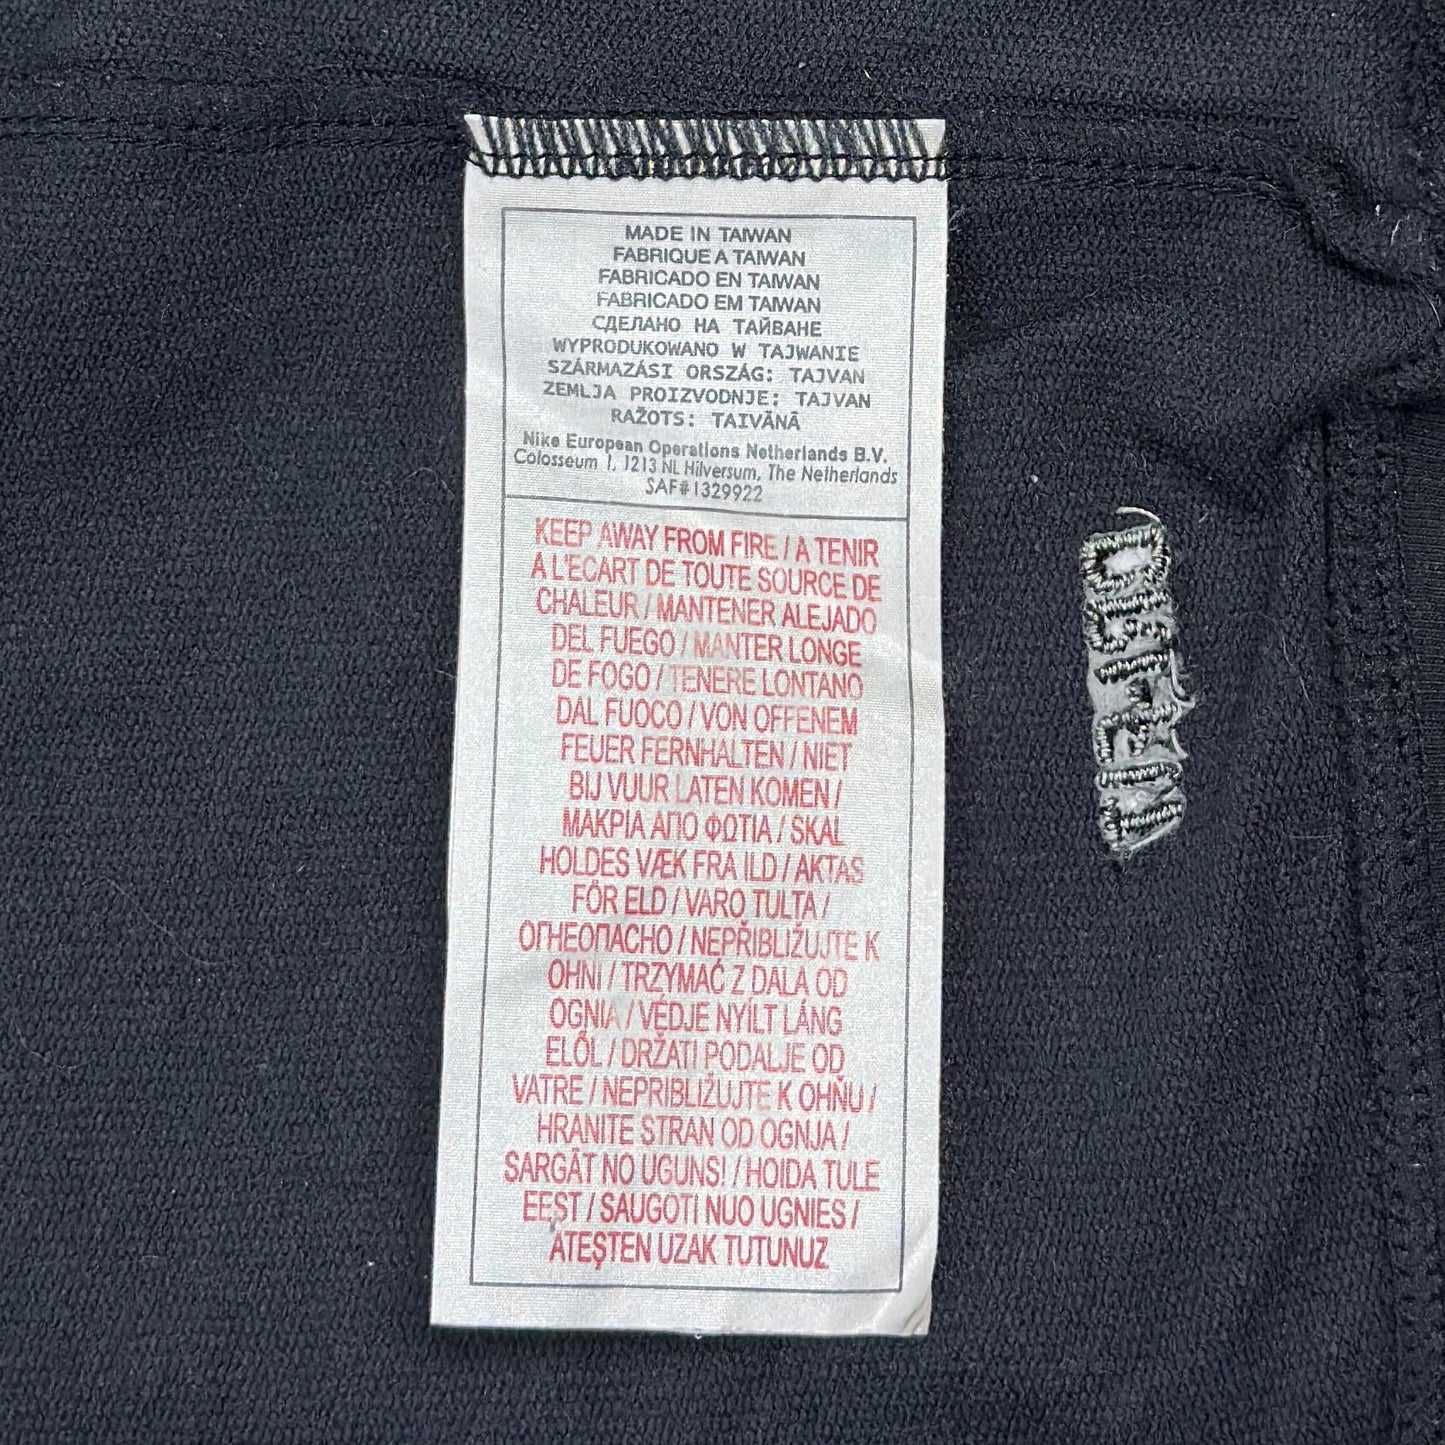 MADE IN TAIWAN
FABRIQUE A TAIWAN
FABRICADO EN TAIWAN
FABRICADO EM TAIWAN
СДЕЛАНО НА ТАЙВАНЕ
WYPRODUKOWANO W TAJWANIE
SZÁRMAZÁSI ORSZÁG: TAJVAN
ZEMLJA PROIZVODNJE: TAJVAN
RAŽOTS: TAIVĀNĀ
Nike European Operations Netherlands B.V.
Colosseum 1, 1213 NL Hilversum, The Netherlands
SAF#1329922
KEEP AWAY FROM FIRE / A TENIR
A L'ECART DE TOUTE SOURCE DE
CHALEUR / MANTENER ALEJADO
DEL FUEGO / MANTER LONGE
DE FOGO / TENERE LONTANO
DAL FUOCO / VON OFFENEM
FEUER FERNHALTEN / NIET
BIJ VUUR LATEN KOMEN /
ΜΑΚΡΙΑ ΑΠΟ ΦΩΤΙΑ / SKAL
HOLDES VÆK FRA ILD / AKTAS
FÖR ELD / VARO TULTA /
ОГНЕОПАСНО / NEPŘIBLIŽUJTE K
OHNI / TRZYMAĆ Z DALA OD
OGNIA / VÉDJE NYÍLT LÁNG
ELŐL / DRŽATI PODALJE OD
VATRE / NEPRIBLIŽUJTE K OHŇU /
HRANITE STRAN OD OGNJA /
SARGĀT NO UGUNS! / HOIDA TULE
EEST / SAUGOTI NUO UGNIES /
ATEŞTEN UZAK TUTUNUZ